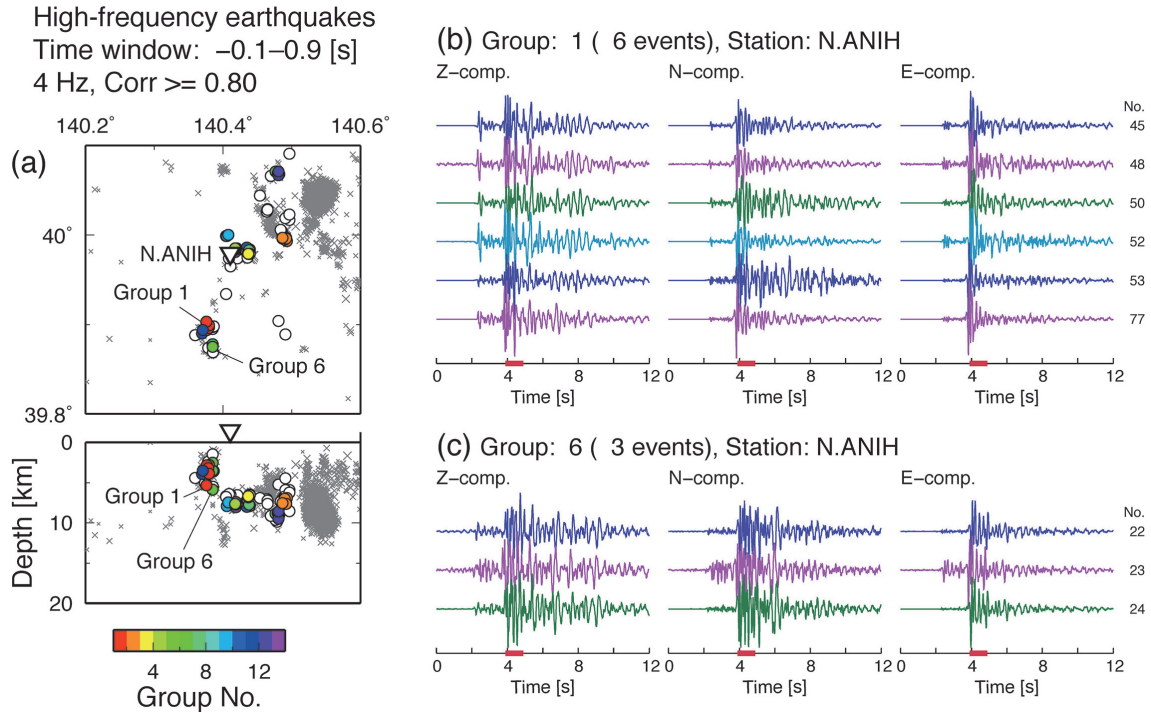 High-frequency earthquakes
Time window: −0.1–0.9 [s]
4 Hz, Corr >= 0.80
140.2° 140.4° 140.6°
(a)
40°
N.ANIH
Group 1
Group 6
39.8°
0
Depth [km]
Group 1
10
Group 6
20
4 8 12
Group No.
(b) Group: 1 ( 6 events), Station: N.ANIH
Z−comp. N−comp. E−comp.
No.
45
48
50
52
53
77
0 4 8 12 0 4 8 12 0 4 8 12
Time [s] Time [s] Time [s]
(c) Group: 6 ( 3 events), Station: N.ANIH
Z−comp. N−comp. E−comp.
No.
22
23
24
0 4 8 12 0 4 8 12 0 4 8 12
Time [s] Time [s] Time [s]